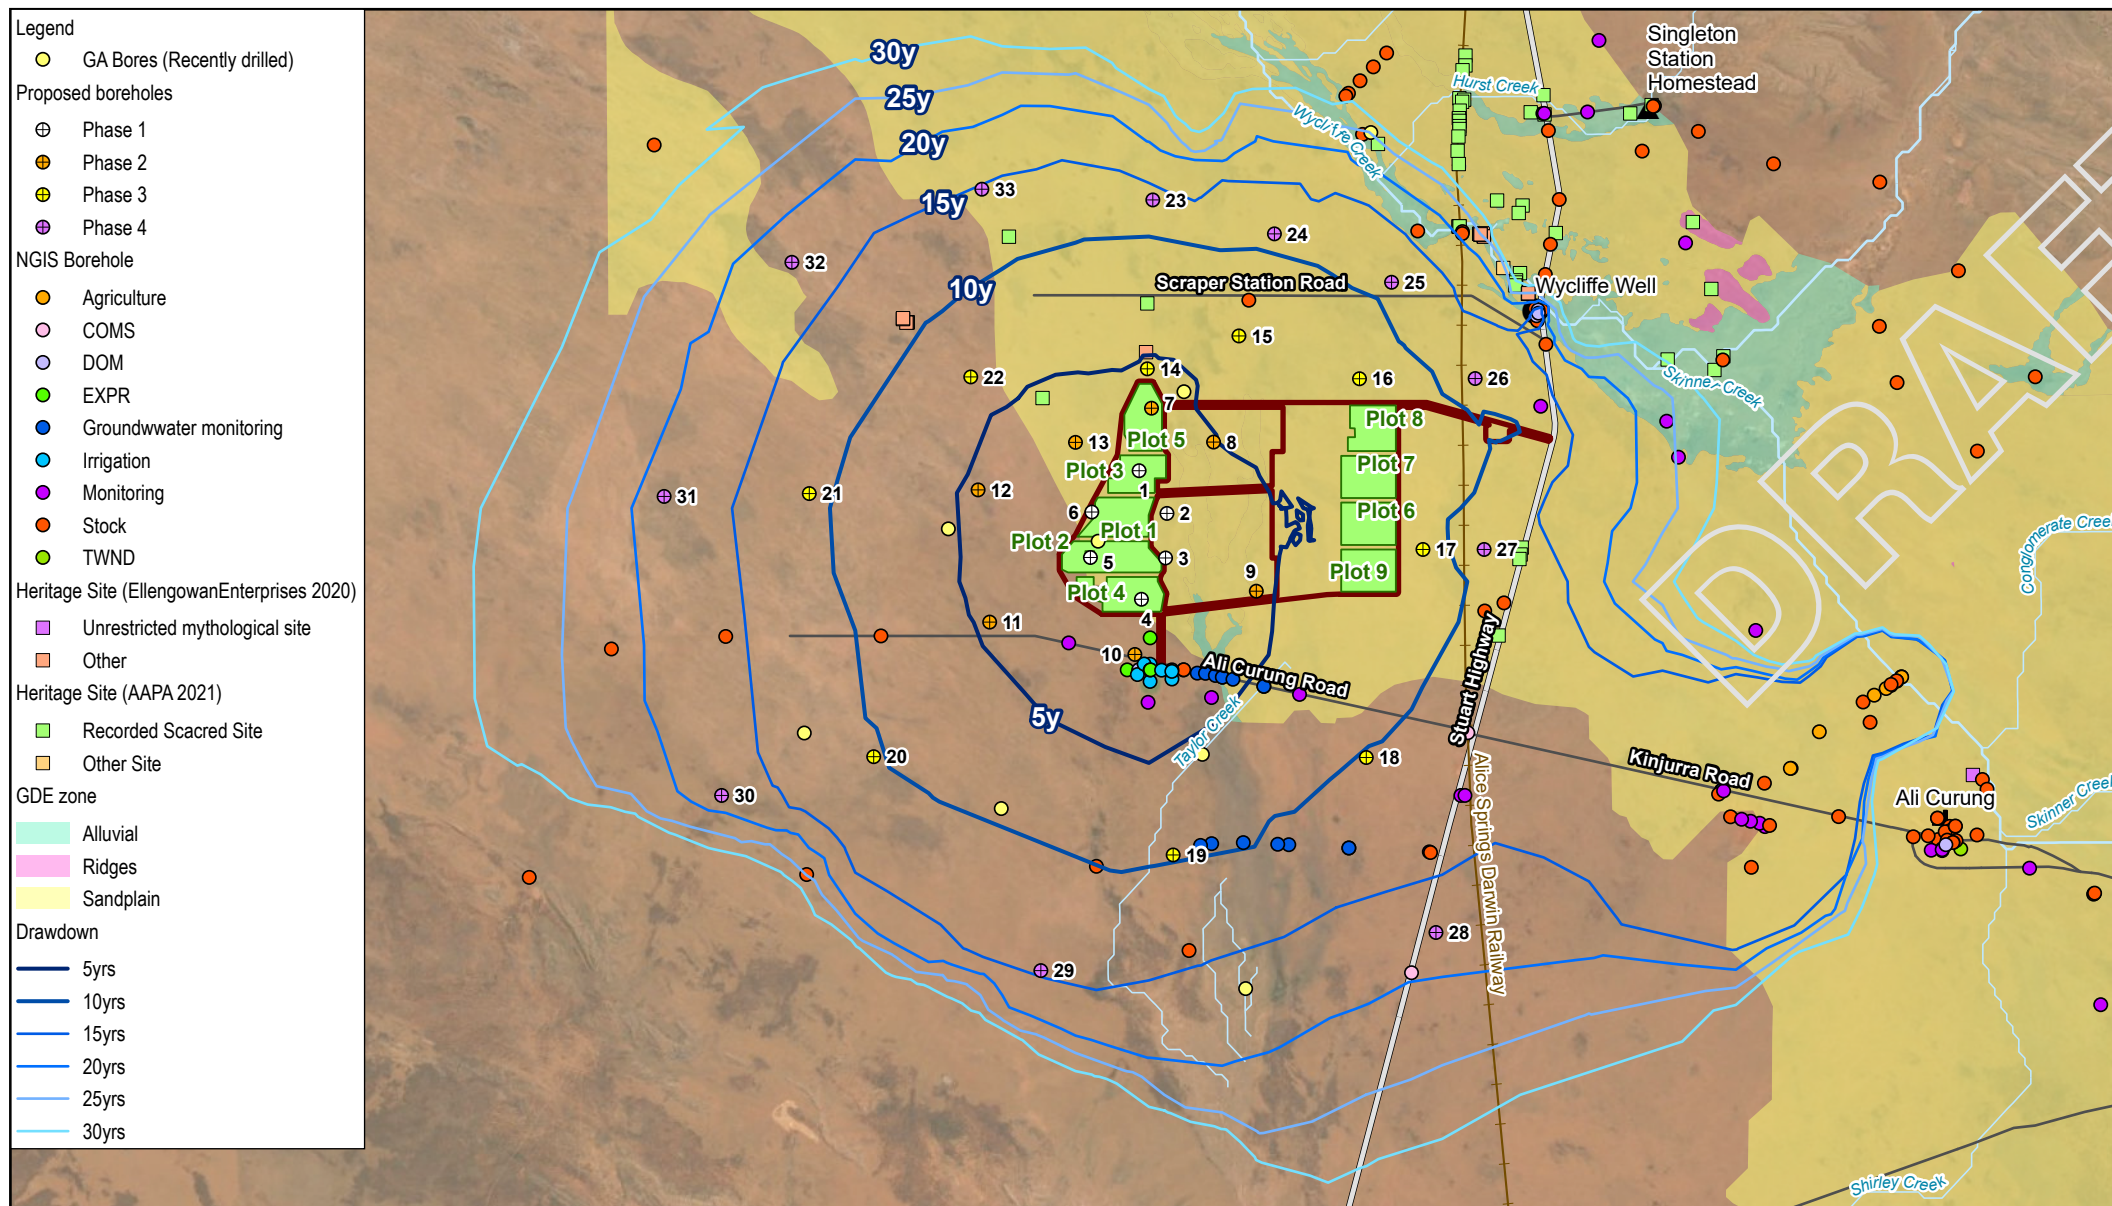 Legend
GA Bores (Recently drilled)
Proposed boreholes
Phase 1
Phase 2
Phase 3
Phase 4
NGIS Borehole
Agriculture
COMS
DOM
EXPR
Groundwwater monitoring
Irrigation
Monitoring
Stock
TWND
Heritage Site (EllengowanEnterprises 2020)
Unrestricted mythological site
Other
Heritage Site (AAPA 2021)
Recorded Scacred Site
Other Site
GDE zone
Alluvial
Ridges
Sandplain
Drawdown
5yrs
10yrs
15yrs
20yrs
25yrs
30yrs
30y
25y
20y
15y
10y
5y
Singleton
Station
Homestead
Hurst Creek
Wycliffe Creek
33
23
24
32
25
Scraper Station Road
Wycliffe Well
15
14
22
16
26
Skinner Creek
7
Plot 8
13
Plot 5
8
Plot 3
Plot 7
12
1
31
21
6
2
Plot 6
Plot 1
Plot 2
5
3
17
27
Plot 9
Plot 4
9
4
11
10
Ali Curung Road
Stuart Highway
Taylor Creek
20
18
30
Alice Springs Darwin Railway
Kinjurra Road
Ali Curung
Skinner Creek
Conglomerate Creek
19
28
29
Shirley Creek
DRAFT